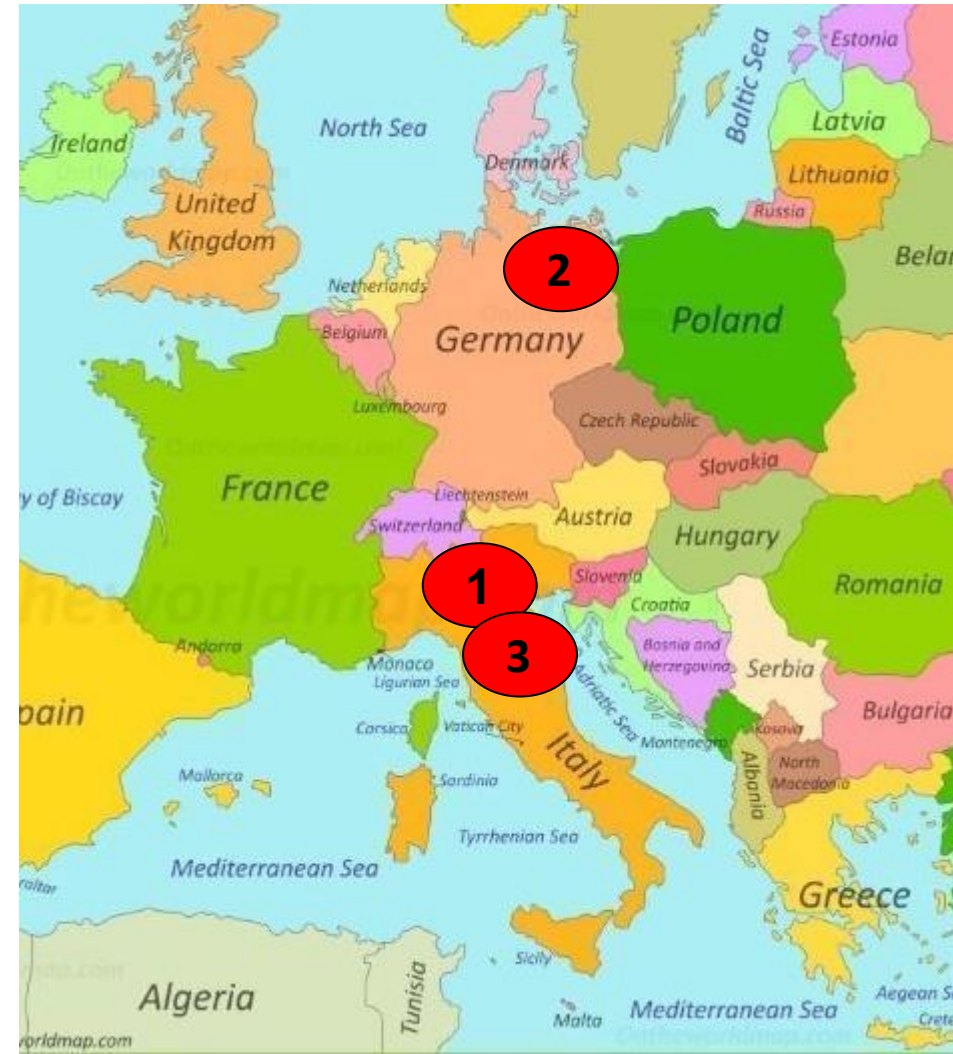 Estonia
Baltic Sea
Latvia
North Sea
Ireland
Denmark
Lithuania
United
Kingdom
Russia
Belar
2
Netherlands
Poland
Belgium
Germany
Luxembourg
Czech Republic
Slovakia
France
y of Biscay
Liechtenstein
Switzerland
Austria
Hungary
1
Slovenia
Romania
Croatia
Andorra
3
Bosnia and
Herzegovina
Monaco
Ligurian Sea
Serbia
Adriatic Sea
pain
Corsica
Vatican City
Bulgaria
Kosovo
Montenegro
Italy
Albania
North
Macedonia
Mallorca
Sardinia
Tyrrhenian Sea
Mediterranean Sea
raltar
Greece
Sicily
Algeria
Tunisia
Malta
Mediterranean Sea
Aegean S
Crete
orldmap.com